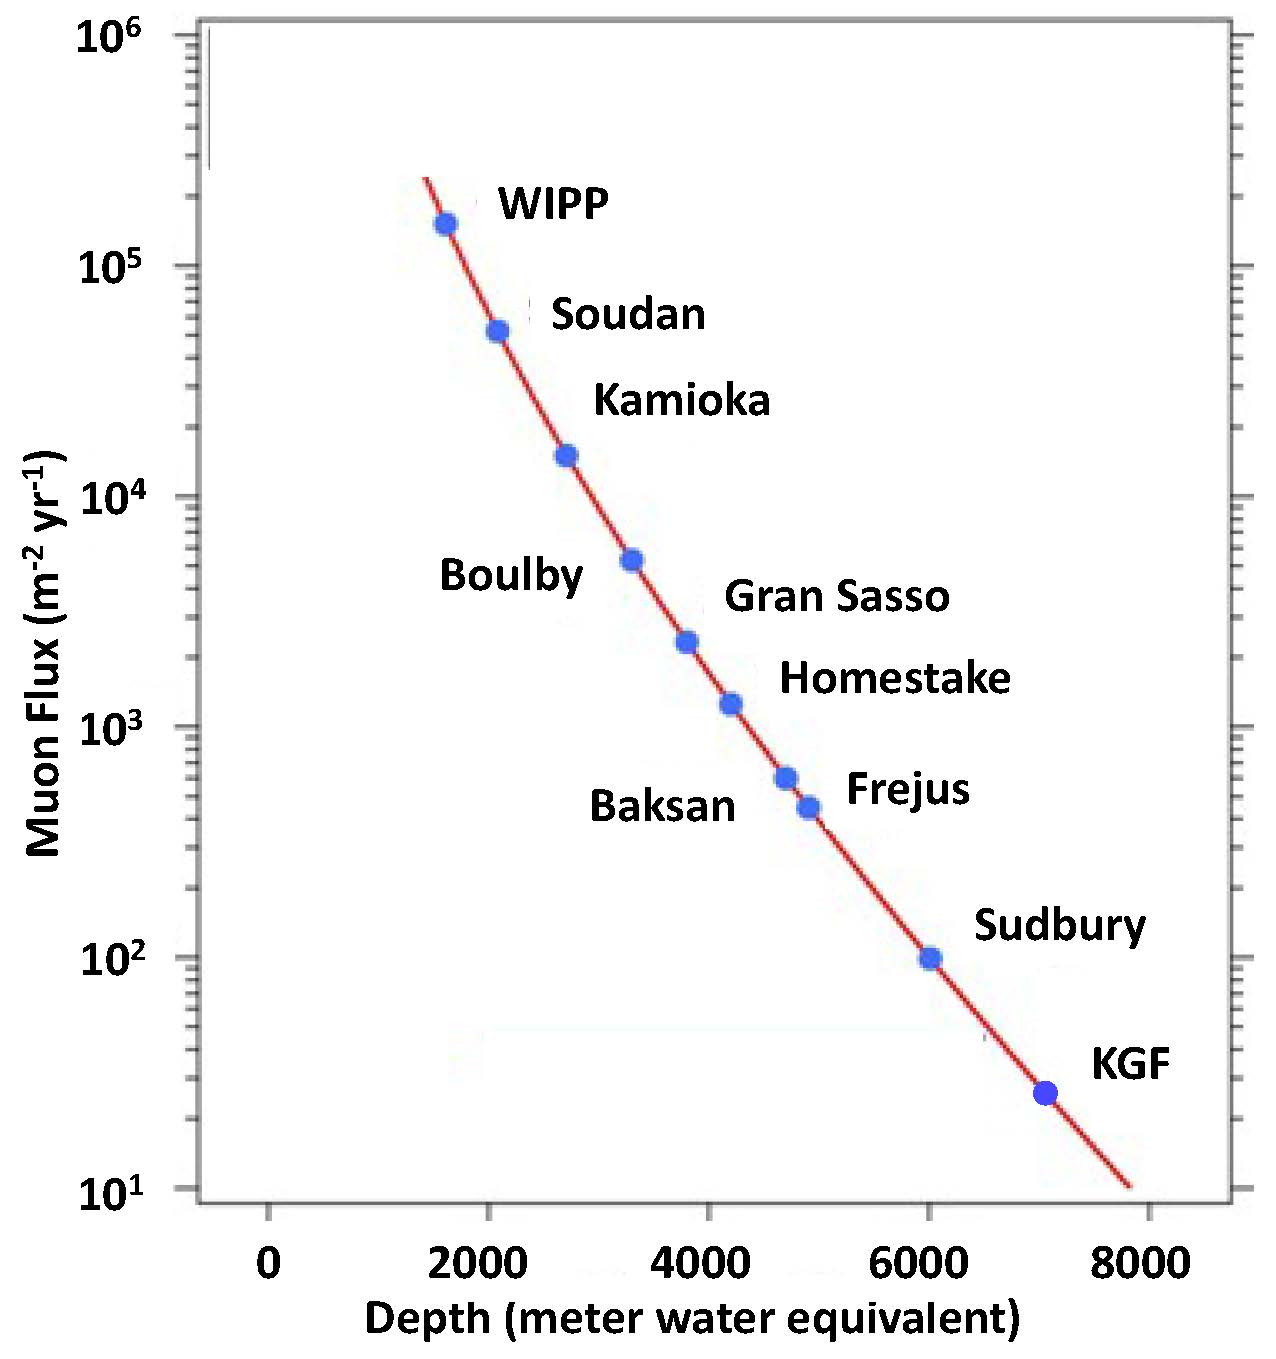 10⁶
WIPP
10⁵
Soudan
Kamioka
10⁴
Boulby
Gran Sasso
Homestake
10³
Baksan
Frejus
Sudbury
10²
KGF
10¹
Muon Flux (m⁻² yr⁻¹)
0 2000 4000 6000 8000
Depth (meter water equivalent)